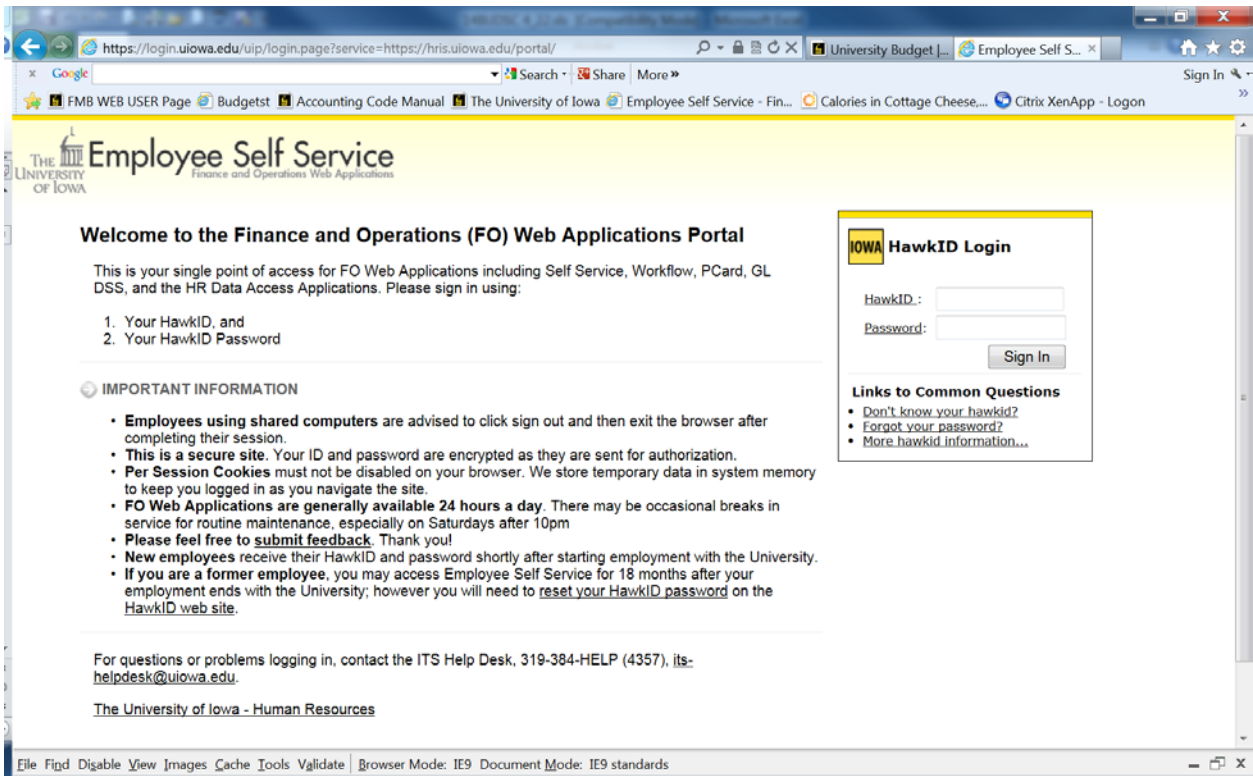 https://login.uiowa.edu/uip/login.page?service=https://hris.uiowa.edu/portal/
University Budget |... Employee Self S... ×
x Google Search Share More » Sign In
FMB WEB USER Page Budgetst Accounting Code Manual The University of Iowa Employee Self Service - Fin... Calories in Cottage Cheese,... Citrix XenApp - Logon »
THE UNIVERSITY OF IOWA
Employee Self Service
Finance and Operations Web Applications
Welcome to the Finance and Operations (FO) Web Applications Portal
This is your single point of access for FO Web Applications including Self Service, Workflow, PCard, GL
DSS, and the HR Data Access Applications. Please sign in using:
1. Your HawkID, and
2. Your HawkID Password
IMPORTANT INFORMATION
• Employees using shared computers are advised to click sign out and then exit the browser after
completing their session.
• This is a secure site. Your ID and password are encrypted as they are sent for authorization.
• Per Session Cookies must not be disabled on your browser. We store temporary data in system memory
to keep you logged in as you navigate the site.
• FO Web Applications are generally available 24 hours a day. There may be occasional breaks in
service for routine maintenance, especially on Saturdays after 10pm
• Please feel free to submit feedback. Thank you!
• New employees receive their HawkID and password shortly after starting employment with the University.
• If you are a former employee, you may access Employee Self Service for 18 months after your
employment ends with the University; however you will need to reset your HawkID password on the
HawkID web site.
For questions or problems logging in, contact the ITS Help Desk, 319-384-HELP (4357), its-
helpdesk@uiowa.edu.
The University of Iowa - Human Resources
IOWA HawkID Login
HawkID :
Password:
Sign In
Links to Common Questions
• Don't know your hawkid?
• Forgot your password?
• More hawkid information...
File Find Disable View Images Cache Tools Validate Browser Mode: IE9 Document Mode: IE9 standards